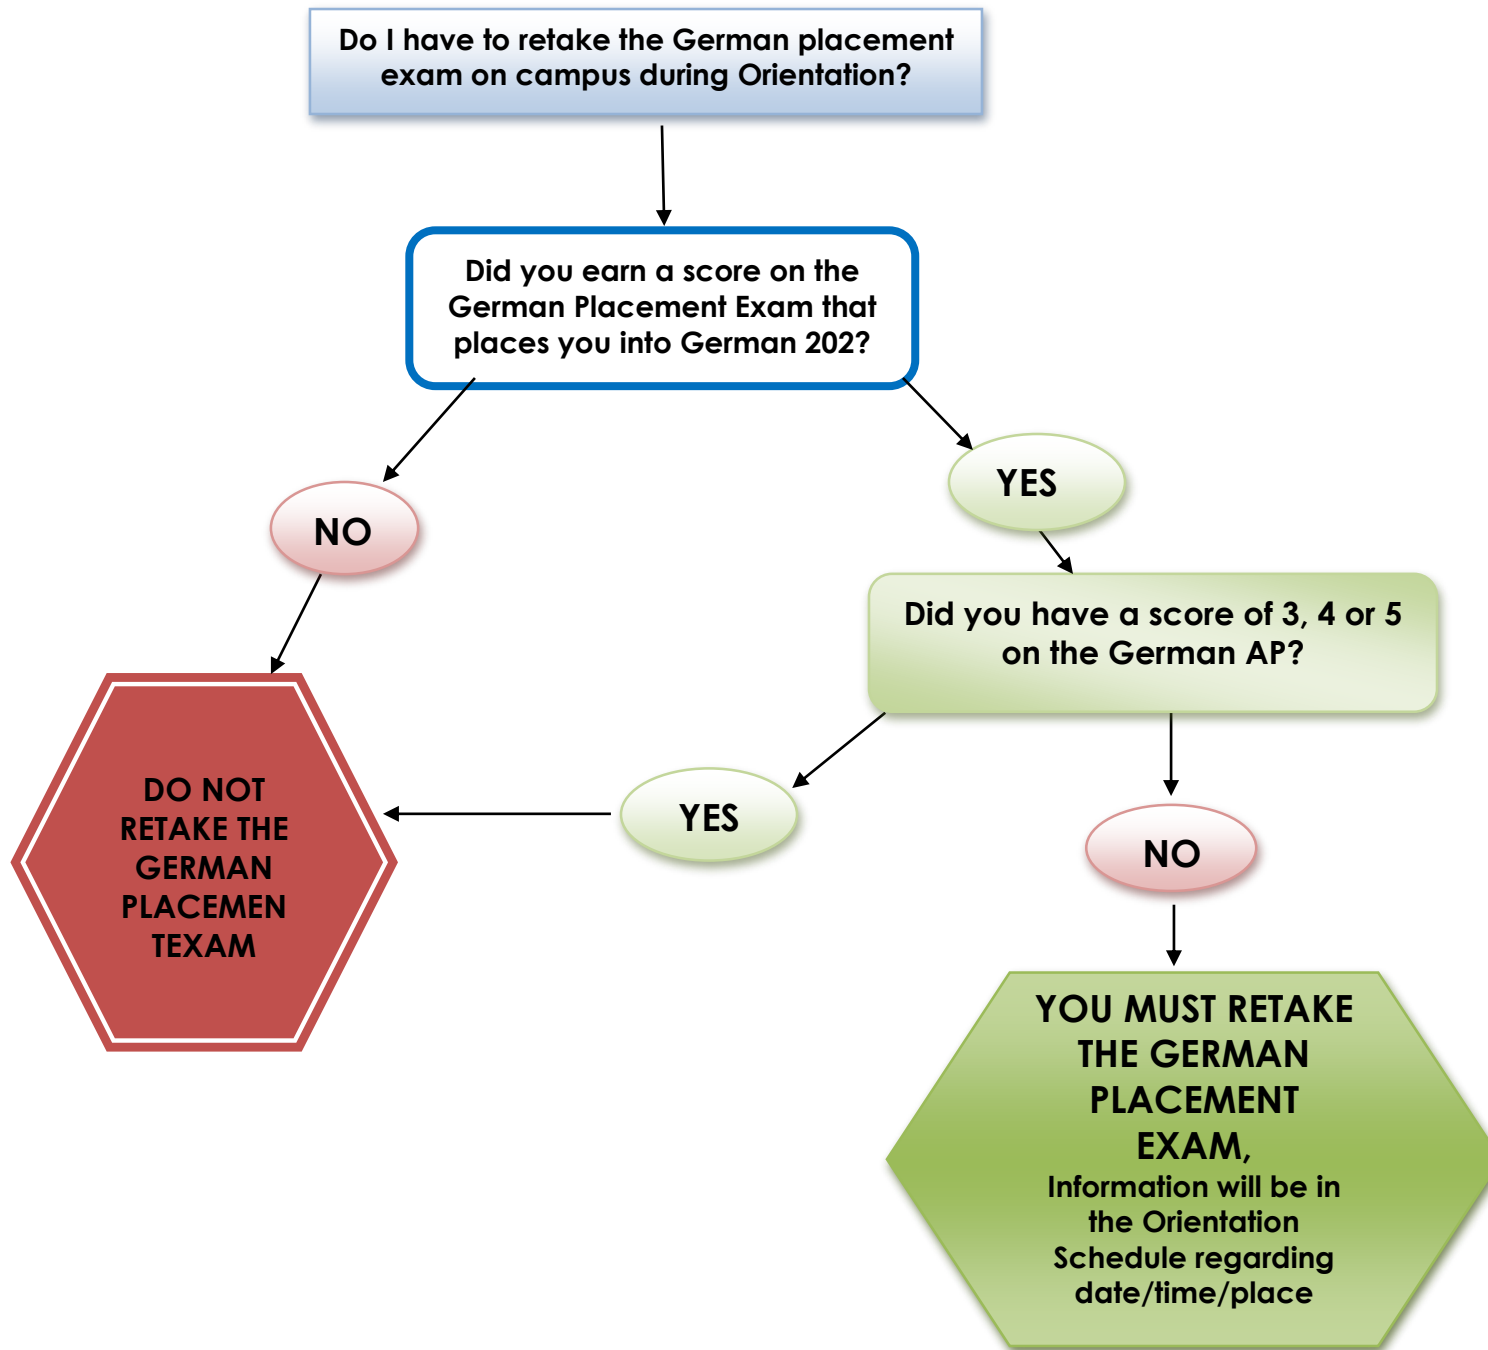 Do I have to retake the German placement
exam on campus during Orientation?
Did you earn a score on the
German Placement Exam that
places you into German 202?
NO
YES
Did you have a score of 3, 4 or 5
on the German AP?
YES
NO
DO NOT
RETAKE THE
GERMAN
PLACEMEN
TEXAM
YOU MUST RETAKE
THE GERMAN
PLACEMENT
EXAM,
Information will be in
the Orientation
Schedule regarding
date/time/place